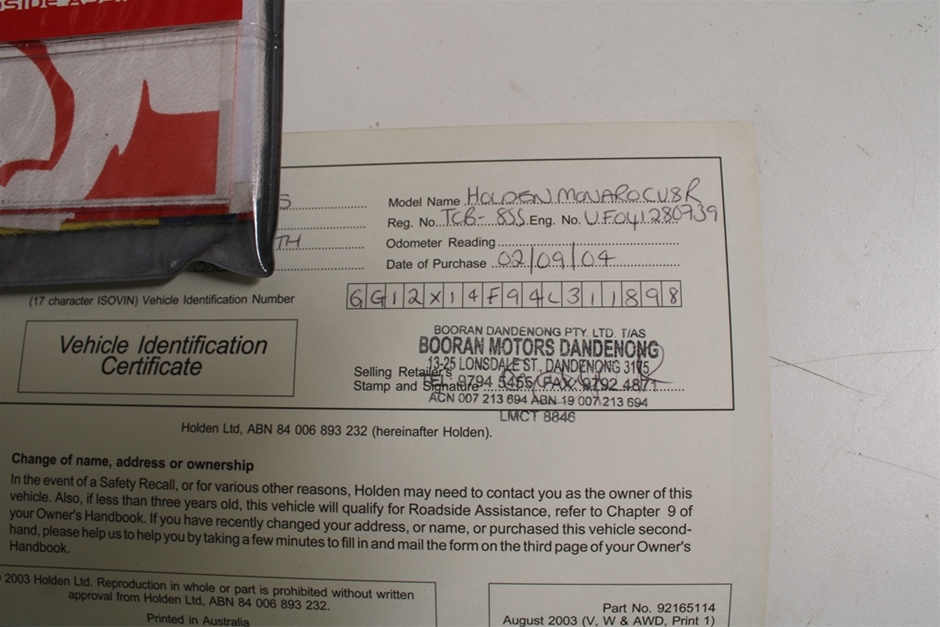 Model Name HOLDEN MONARO CV8R
Reg. No. TCB-855 Eng. No. UF041280739
TH
Odometer Reading
Date of Purchase 02/09/04
(17 character ISOVIN) Vehicle Identification Number 6G12X14F94L311898
Vehicle Identification
Certificate
Selling Retailer's
Stamp and Signature
BOORAN DANDENONG PTY. LTD. T/AS
BOORAN MOTORS DANDENONG
13-25 LONSDALE ST, DANDENONG 3175
TEL: 9794 5455 FAX: 9792 4871
ACN 007 213 694 ABN 19 007 213 694
LMCT 8846
Holden Ltd, ABN 84 006 893 232 (hereinafter Holden).
Change of name, address or ownership
In the event of a Safety Recall, or for various other reasons, Holden may need to contact you as the owner of this
vehicle. Also, if less than three years old, this vehicle will qualify for Roadside Assistance, refer to Chapter 9 of
your Owner's Handbook. If you have recently changed your address, or name, or purchased this vehicle second-
hand, please help us to help you by taking a few minutes to fill in and mail the form on the third page of your Owner's
Handbook.
2003 Holden Ltd. Reproduction in whole or part is prohibited without written
approval from Holden Ltd, ABN 84 006 893 232.
Printed in Australia
Part No. 92165114
August 2003 (V, W & AWD, Print 1)